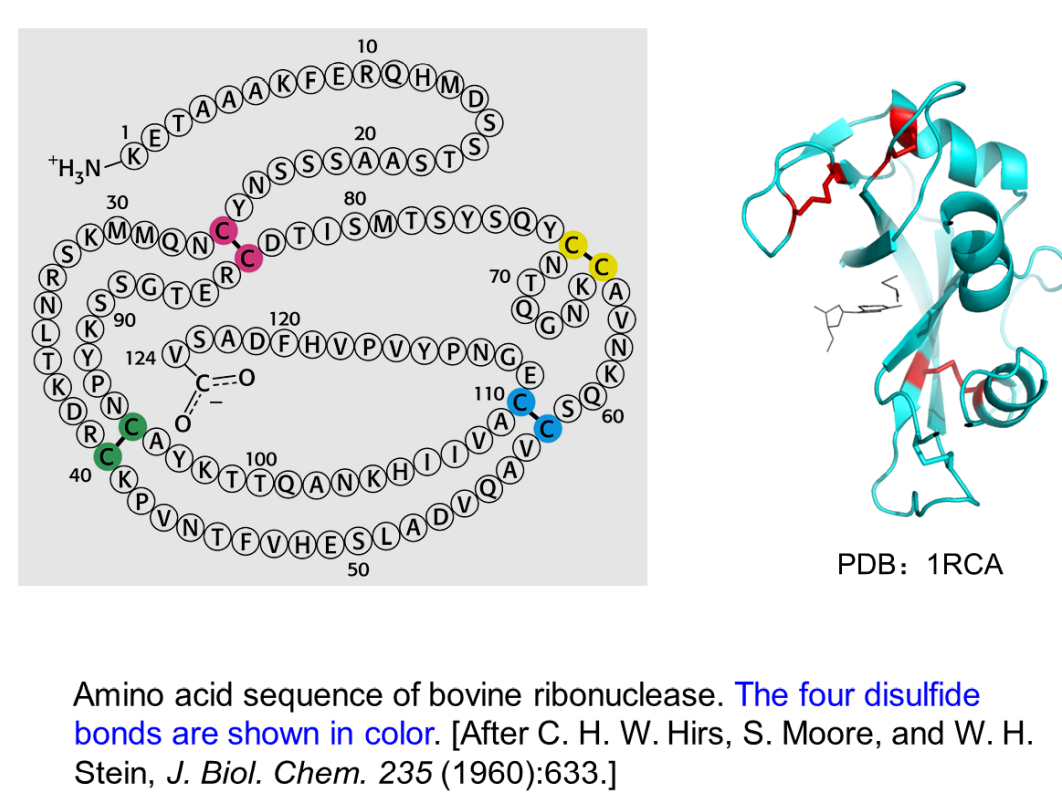 10
K E T A A A K F E R Q H M D S S
1
+H3N
20
T S A A S S S N Y C
30
N Q M M K S R N L T K D R C
40
K P V N T F V H E S L A D V Q A V C
50
S Q K N V A C
60
K N G Q T N C
70
Y Q S Y S T M S I T D C
80
R E T G S S K Y P N C
90
A Y K T T Q A N K H I I V A C
100
110
E G N P Y V P V H F D A S V
120
124
C O
O −
PDB：1RCA
Amino acid sequence of bovine ribonuclease. The four disulfide
bonds are shown in color. [After C. H. W. Hirs, S. Moore, and W. H.
Stein, J. Biol. Chem. 235 (1960):633.]